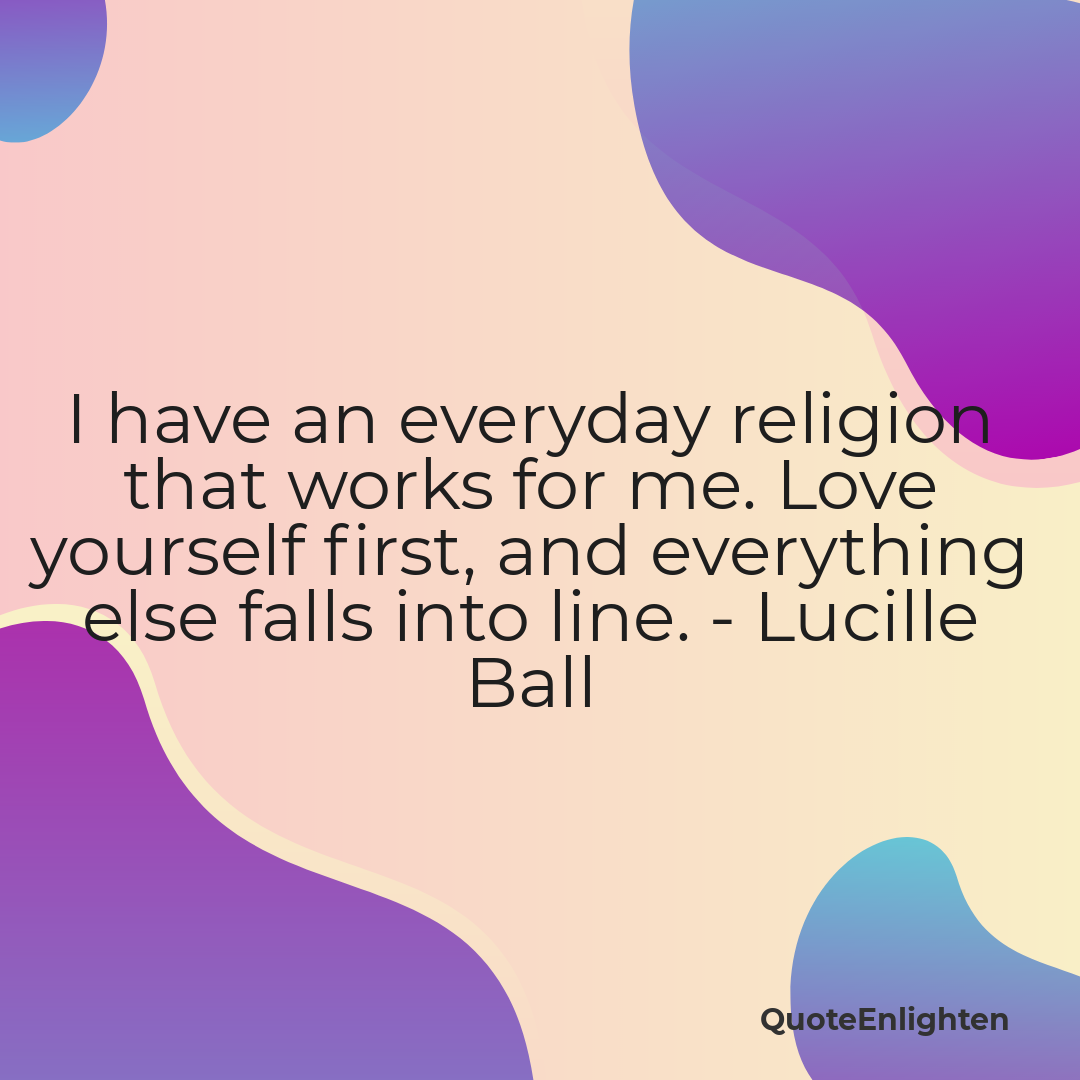 I have an everyday religion
that works for me. Love
yourself first, and everything
else falls into line. - Lucille
Ball
QuoteEnlighten